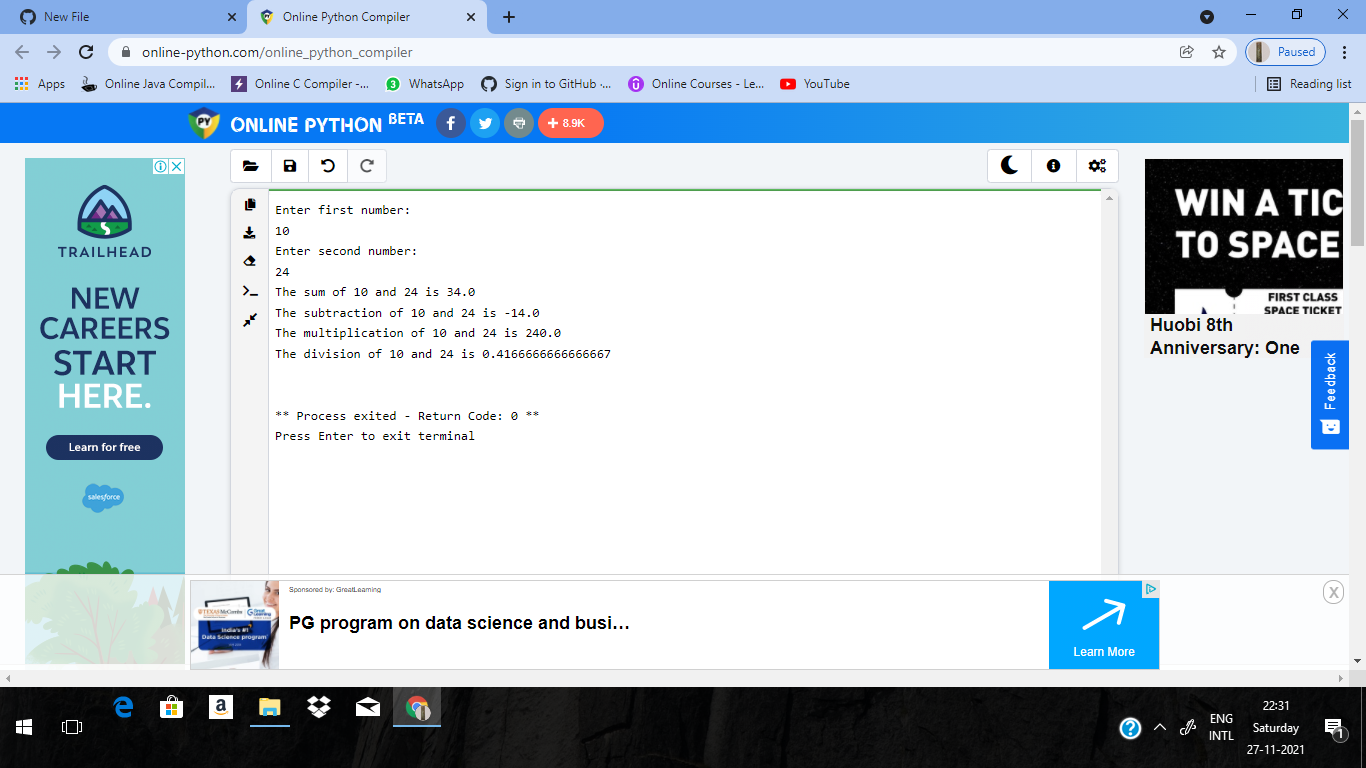 New File
Online Python Compiler
online-python.com/online_python_compiler
Paused
Apps
Online Java Compil...
Online C Compiler -...
3
WhatsApp
Sign in to GitHub ·...
Online Courses - Le...
YouTube
Reading list
PY
ONLINE PYTHON BETA
8.9K
TRAILHEAD
NEW
CAREERS
START
HERE.
Learn for free
salesforce
Enter first number:
10
Enter second number:
24
The sum of 10 and 24 is 34.0
The subtraction of 10 and 24 is -14.0
The multiplication of 10 and 24 is 240.0
The division of 10 and 24 is 0.4166666666666667
** Process exited - Return Code: 0 **
Press Enter to exit terminal
WIN A TIC
TO SPACE
FIRST CLASS
SPACE TICKET
Huobi 8th
Anniversary: One
Feedback
Sponsored by: GreatLearning
TEXAS McCombs
Great Learning
India's #1
Data Science program
PG program on data science and busi...
Learn More
X
22:31
ENG
INTL
Saturday
27-11-2021
1